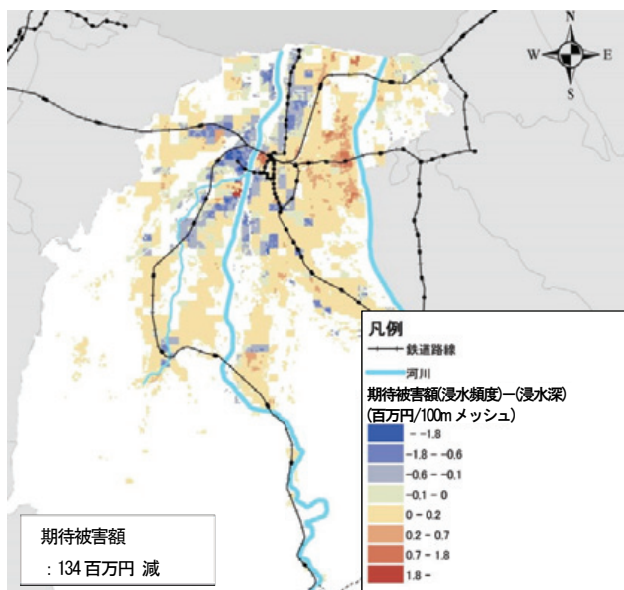 N
W E
S
凡例
鉄道路線
河川
期待被害額(浸水頻度)ー(浸水深)
(百万円/100m メッシュ)
- -1.8
-1.8 - -0.6
-0.6 - -0.1
-0.1 - 0
0 - 0.2
0.2 - 0.7
0.7 - 1.8
1.8 -
期待被害額
: 134 百万円 減